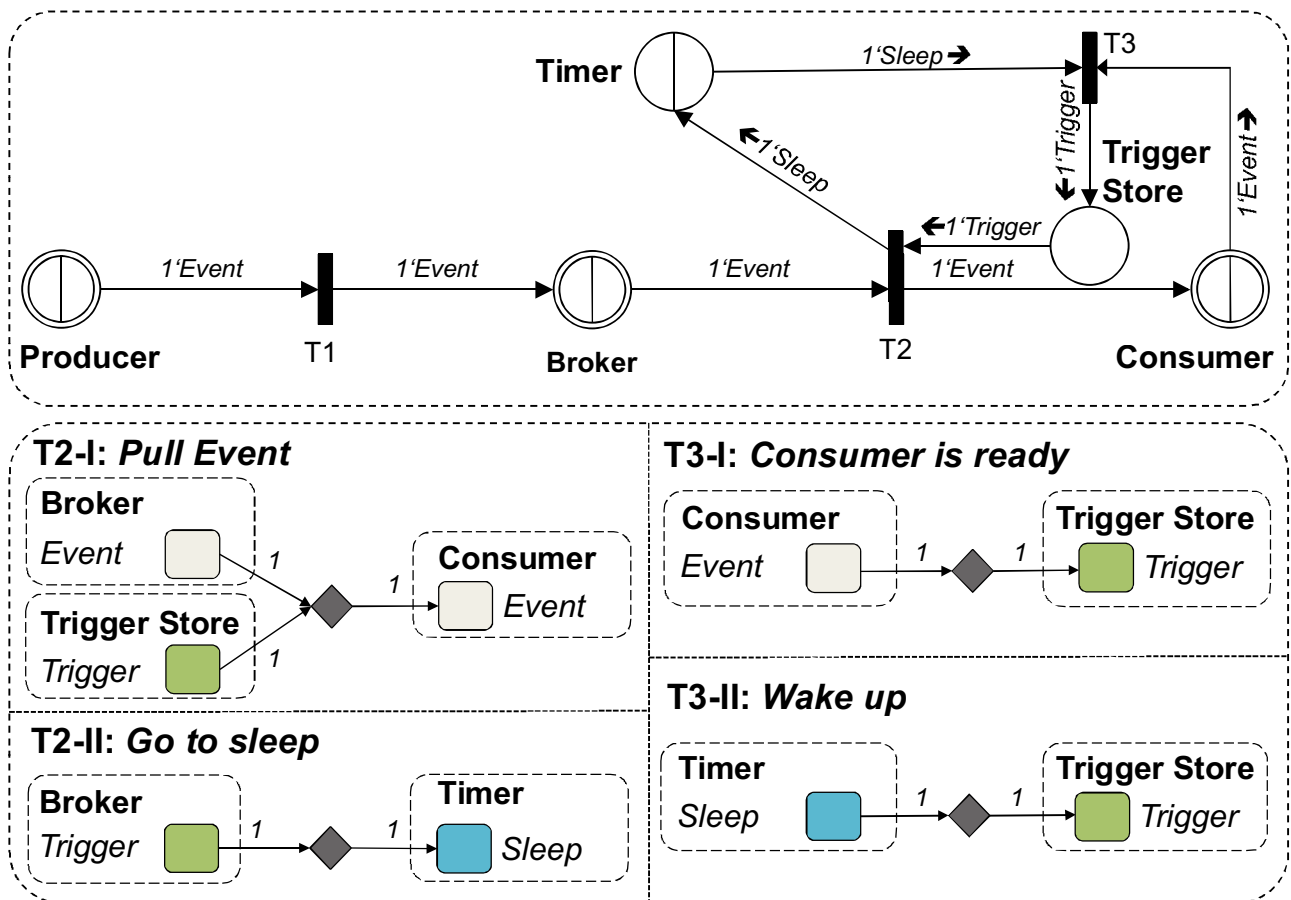 Timer
1‘Sleep➔
T3
🡰1‘Trigger
1‘Event➔
🡰1‘Sleep
Trigger
Store
🡰1‘Trigger
1‘Event
1‘Event
1‘Event
1‘Event
Producer
T1
Broker
T2
Consumer
T2-I: Pull Event
Broker
Event
1
Trigger Store
Trigger
1
1
Consumer
Event
T2-II: Go to sleep
Broker
Trigger
1
1
Timer
Sleep
T3-I: Consumer is ready
Consumer
Event
1
1
Trigger Store
Trigger
T3-II: Wake up
Timer
Sleep
1
1
Trigger Store
Trigger